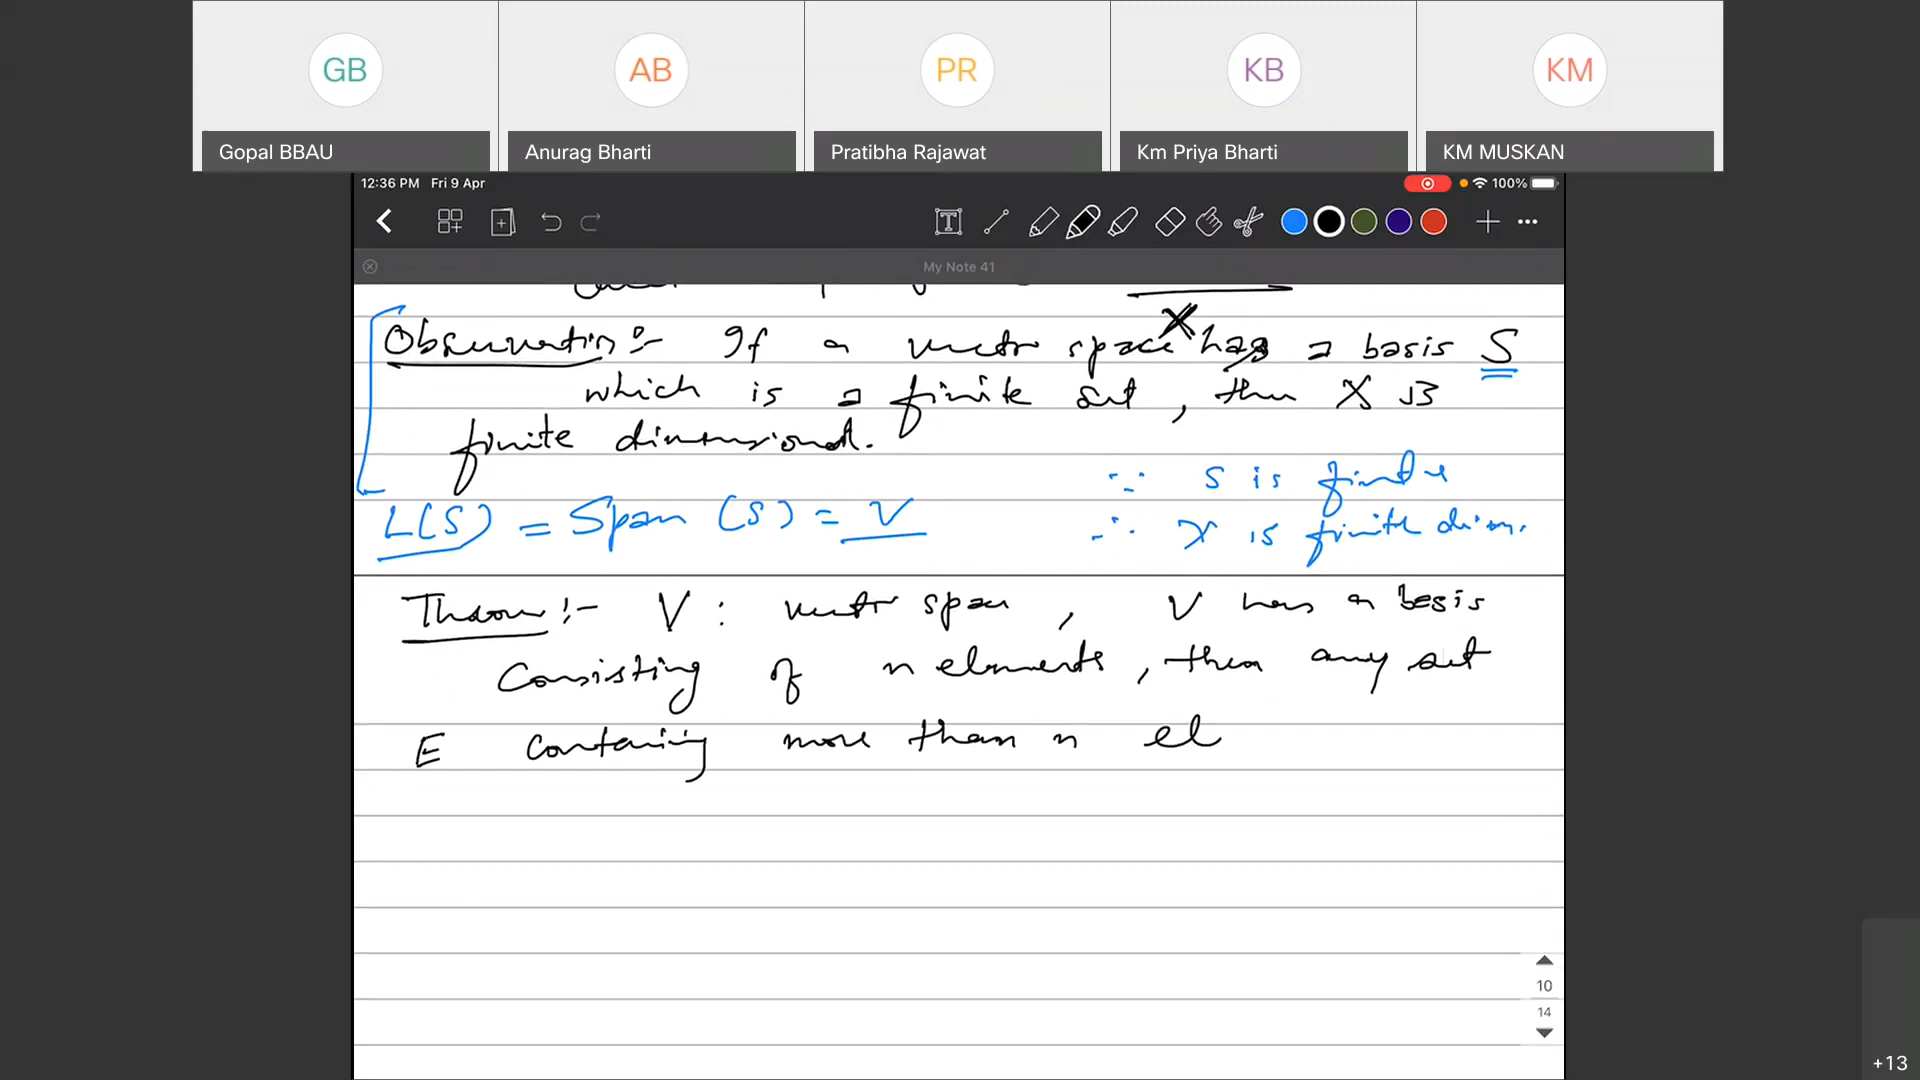 GB AB PR KB KM
Gopal BBAU Anurag Bharti Pratibha Rajawat Km Priya Bharti KM MUSKAN
12:36 PM Fri 9 Apr 100%
My Note 41
Observation:- If a vector space X has a basis S
which is a finite set, then X is
finite dimensional.
∵ S is finite
L(S) = Span (S) = V
∴ X is finite dim.
Theorem:- V: vector space, V has a basis
Consisting of n elements, then any set
E containing more than n el
10
14
+13